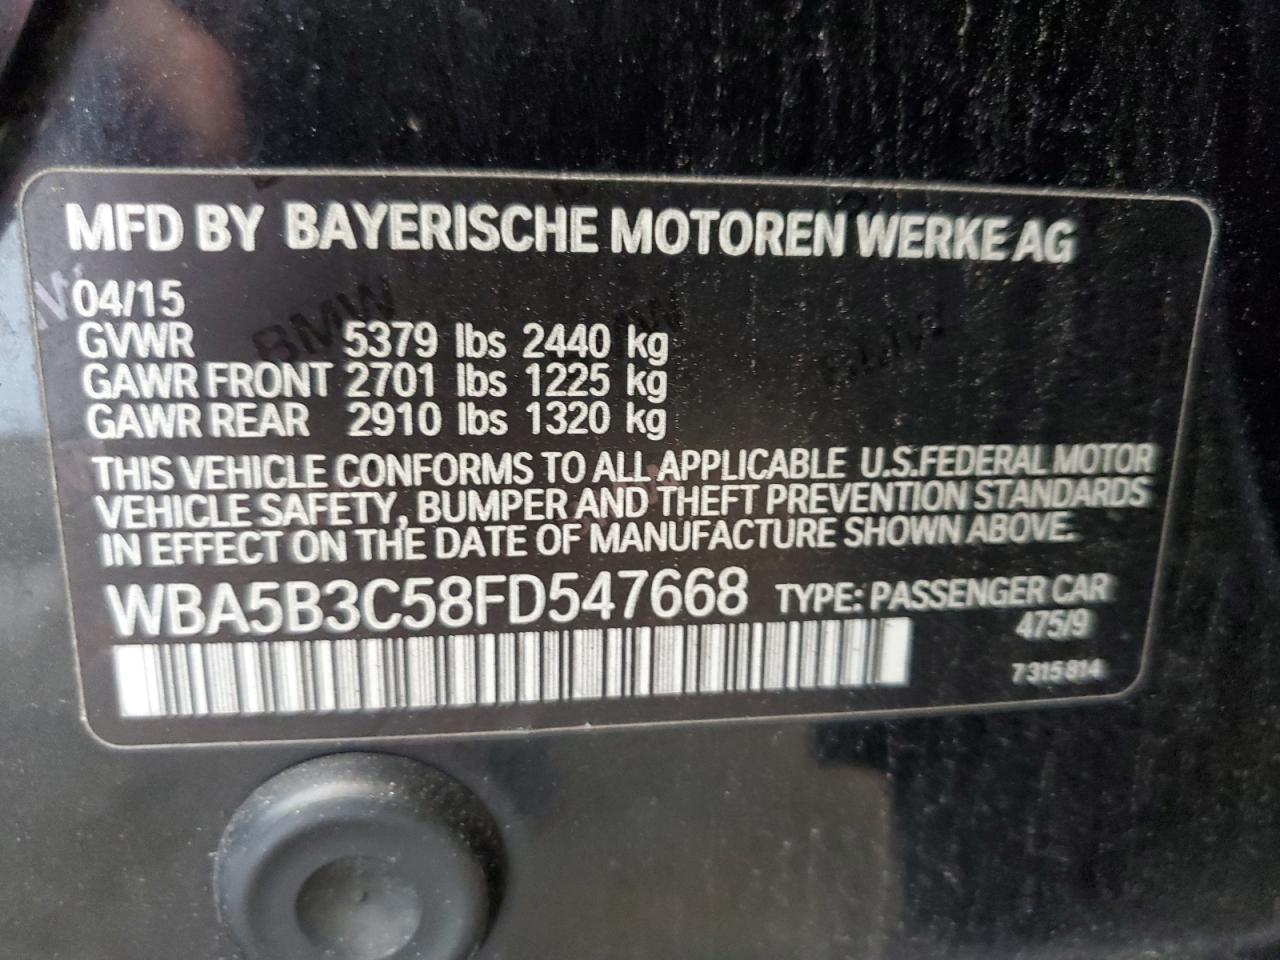 MFD BY BAYERISCHE MOTOREN WERKE AG
04/15
GVWR 5379 lbs 2440 kg
GAWR FRONT 2701 lbs 1225 kg
GAWR REAR 2910 lbs 1320 kg
THIS VEHICLE CONFORMS TO ALL APPLICABLE U.S.FEDERAL MOTOR
VEHICLE SAFETY, BUMPER AND THEFT PREVENTION STANDARDS
IN EFFECT ON THE DATE OF MANUFACTURE SHOWN ABOVE.
WBA5B3C58FD547668 TYPE: PASSENGER CAR
475/9
7 315 814
BMW
BMW